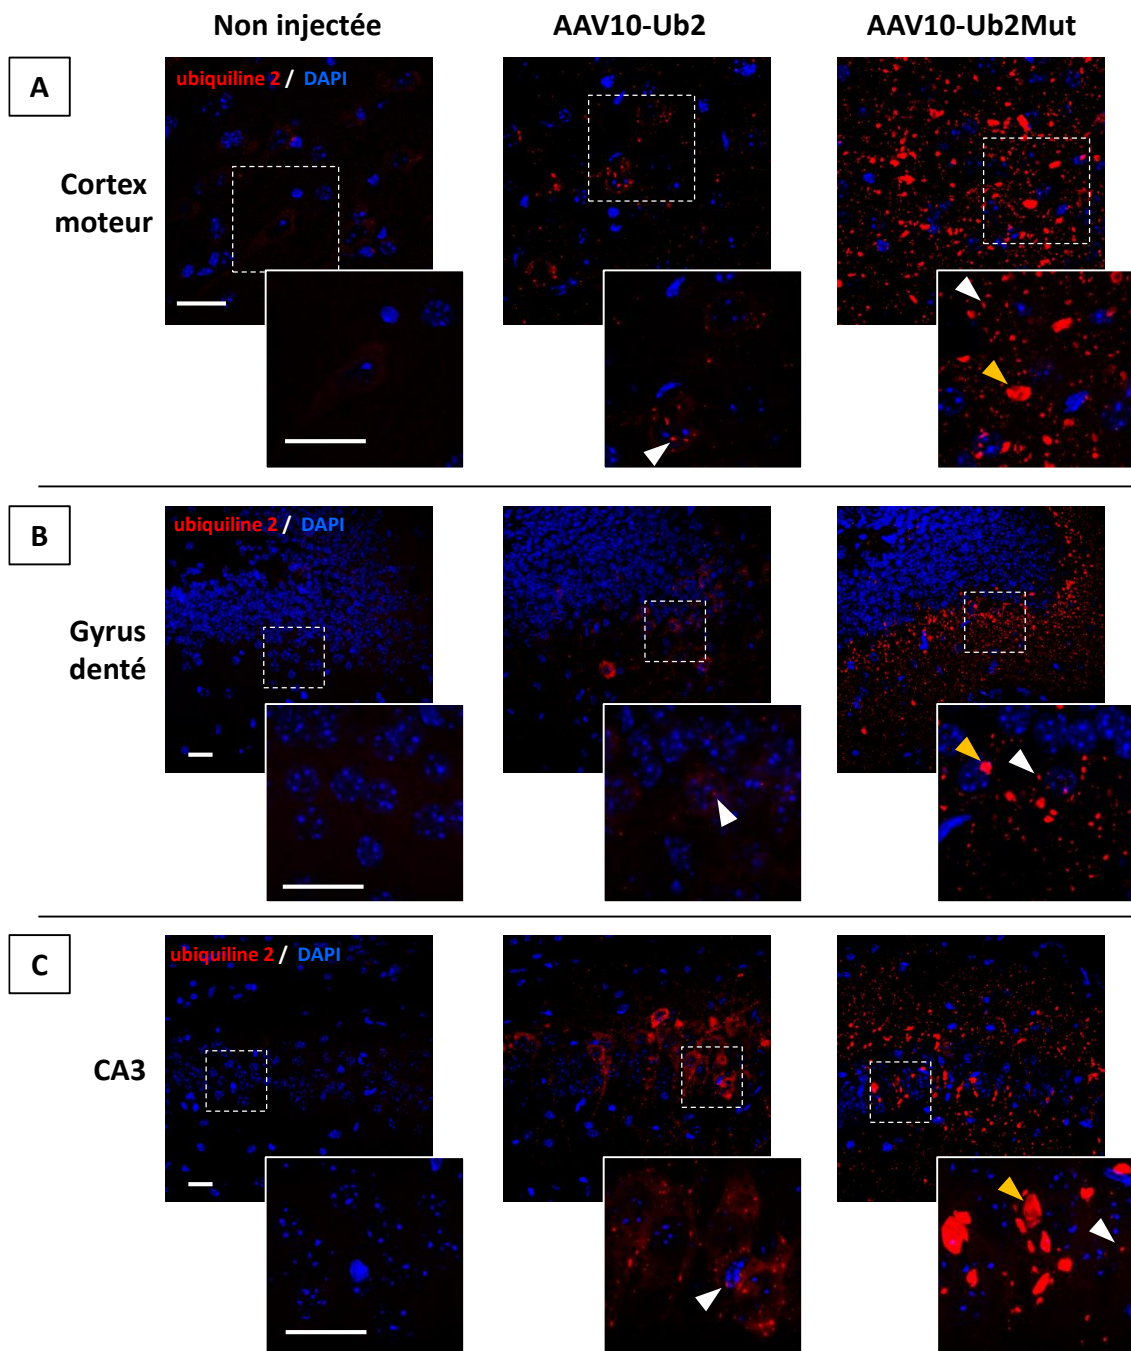 Non injectée AAV10-Ub2 AAV10-Ub2Mut
A
ubiquiline 2 / DAPI
Cortex
moteur
B
ubiquiline 2 / DAPI
Gyrus
denté
C
ubiquiline 2 / DAPI
CA3